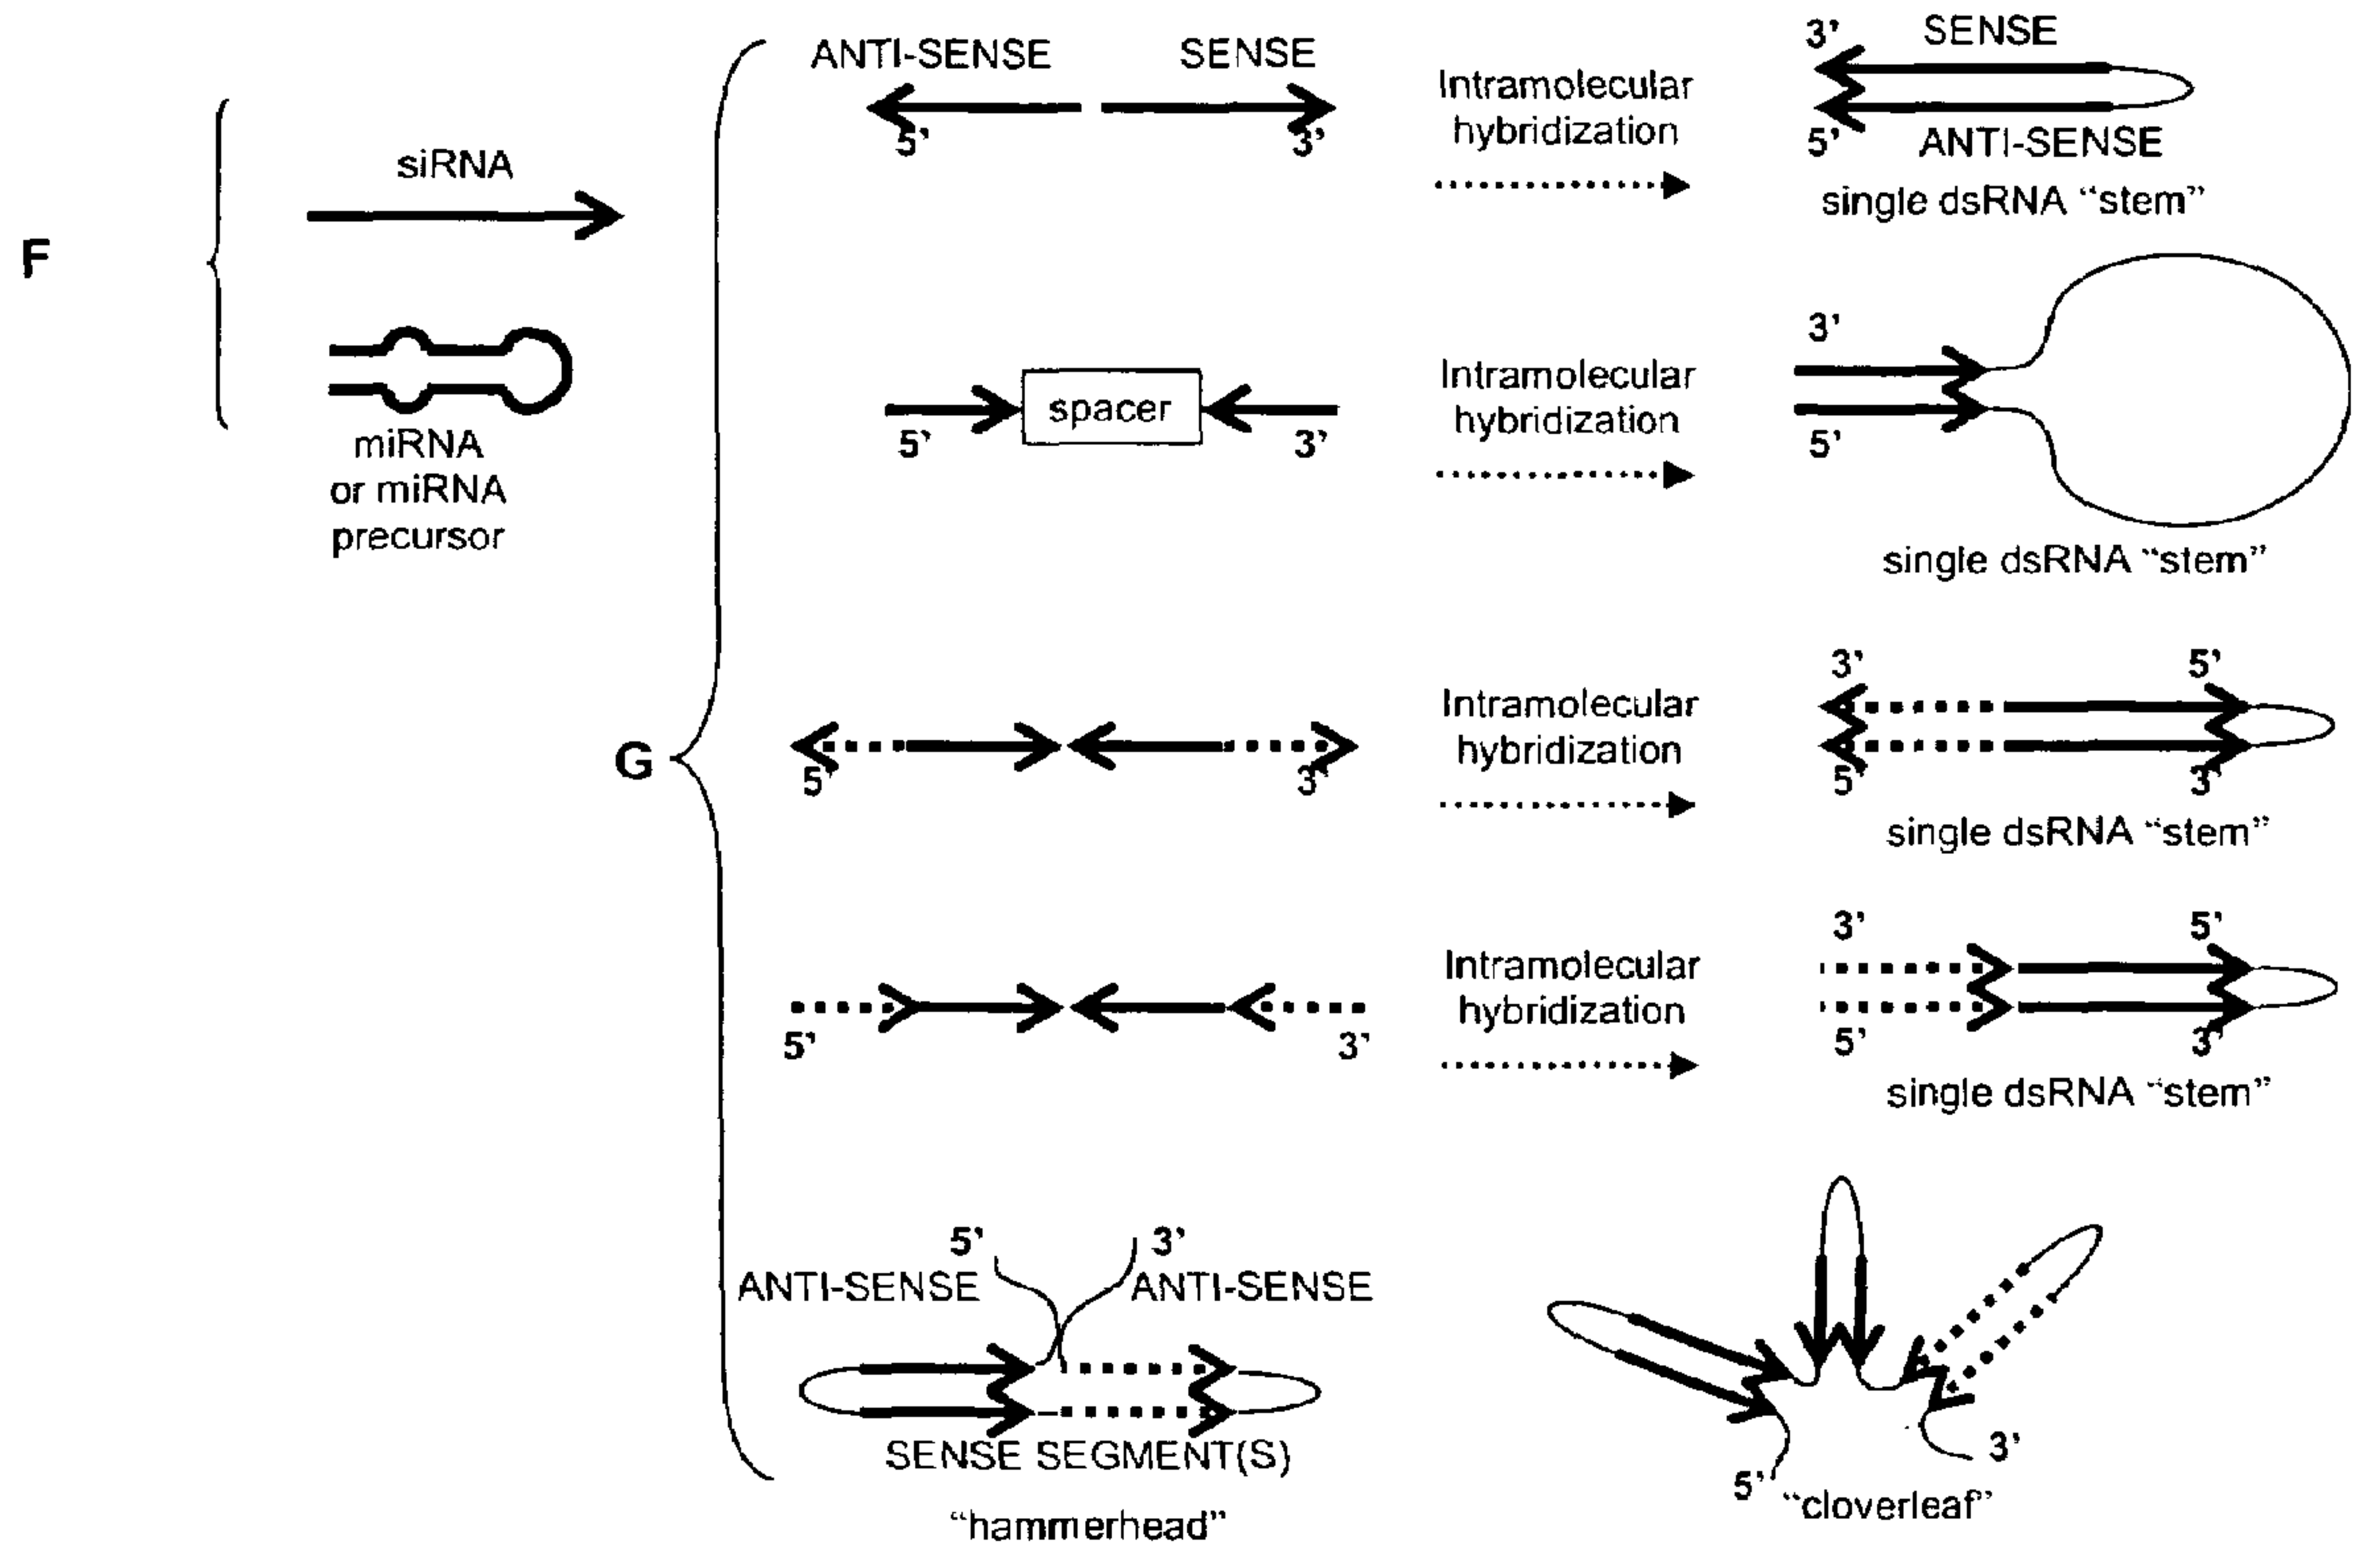 F
siRNA
miRNA
or miRNA
precursor
G
ANTI-SENSE
SENSE
5'
3'
Intramolecular
hybridization
3'
SENSE
5'
ANTI-SENSE
single dsRNA "stem"
5'
spacer
3'
Intramolecular
hybridization
3'
5'
single dsRNA "stem"
5'
3'
Intramolecular
hybridization
3'
5'
5'
3'
single dsRNA "stem"
5'
3'
Intramolecular
hybridization
3'
5'
5'
3'
single dsRNA "stem"
5'
3'
ANTI-SENSE
ANTI-SENSE
SENSE SEGMENT(S)
"hammerhead"
5'
3'
"cloverleaf"